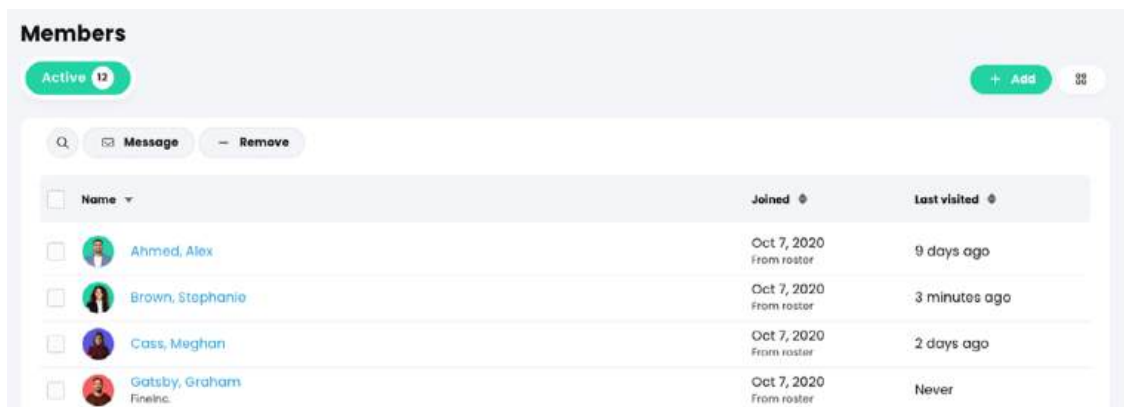 Members
Active 12
+ Add
Message
– Remove
Name
Joined
Last visited
Ahmed, Alex
Oct 7, 2020
From roster
9 days ago
Brown, Stephanie
Oct 7, 2020
From roster
3 minutes ago
Cass, Meghan
Oct 7, 2020
From roster
2 days ago
Gatsby, Graham
FineInc.
Oct 7, 2020
From roster
Never